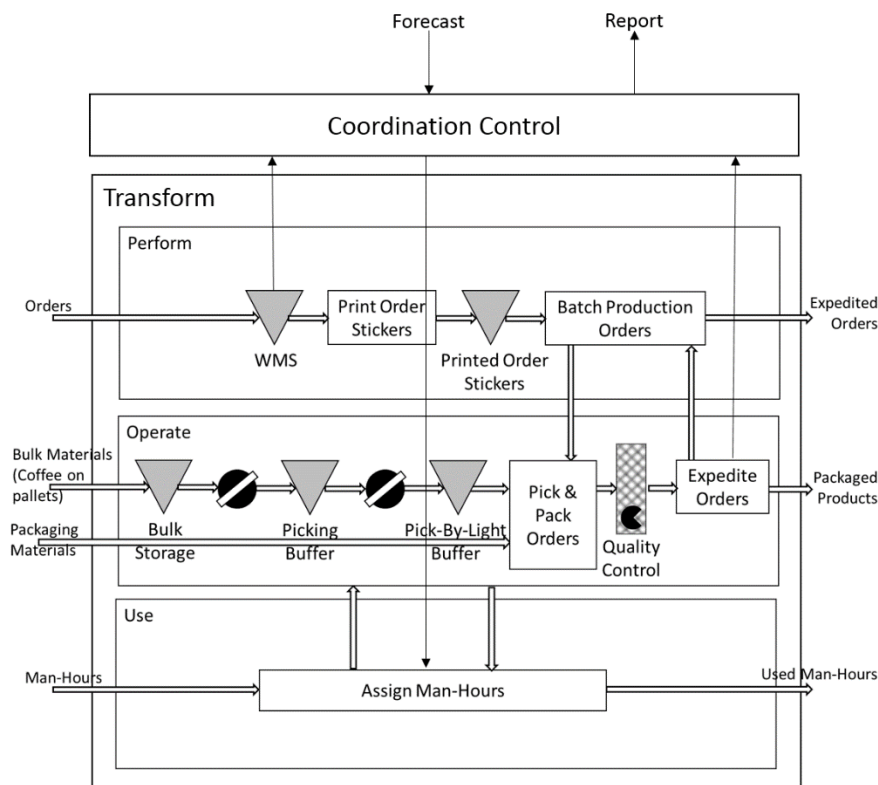 Forecast
Report
Coordination Control
Transform
Perform
Orders
Print Order
Stickers
Batch Production
Orders
Expedited
Orders
WMS
Printed Order
Stickers
Operate
Bulk Materials
(Coffee on
pallets)
Packaging
Materials
Bulk
Storage
Picking
Buffer
Pick-By-Light
Buffer
Pick &
Pack
Orders
Quality
Control
Expedite
Orders
Packaged
Products
Use
Man-Hours
Assign Man-Hours
Used Man-Hours